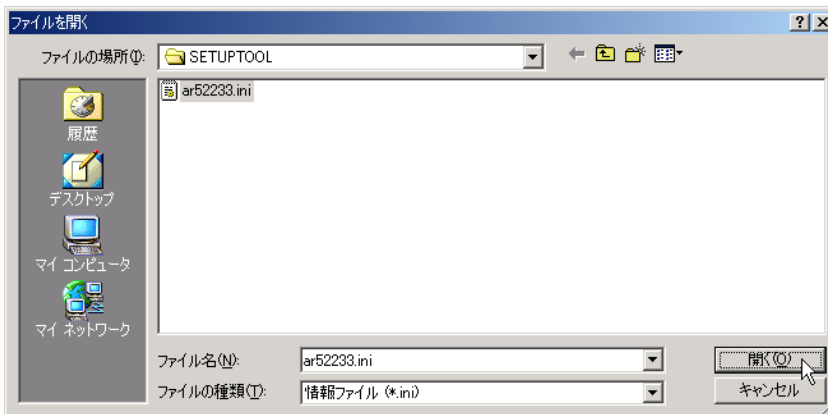 ファイルを開く
ファイルの場所(I):
SETUPTOOL
ar52233.ini
履歴
デスクトップ
マイ コンピュータ
マイ ネットワーク
ファイル名(N):
ar52233.ini
開く(O)
ファイルの種類(T):
情報ファイル (*.ini)
キャンセル